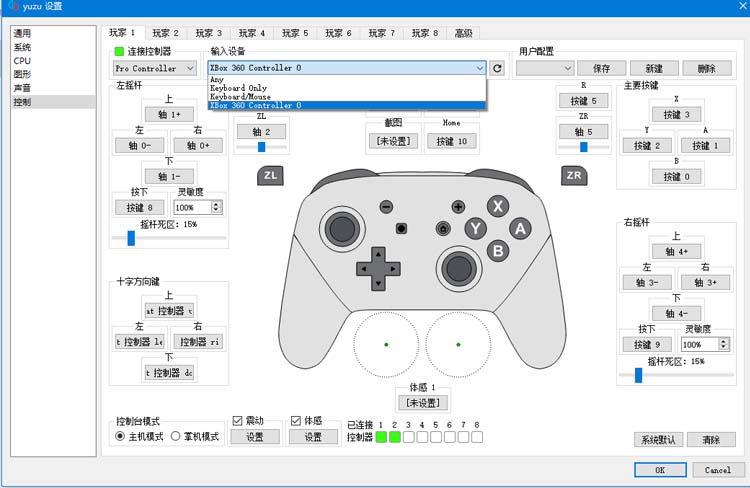 yuzu 设置
通用
系统
CPU
图形
声音
控制
玩家 1 玩家 2 玩家 3 玩家 4 玩家 5 玩家 6 玩家 7 玩家 8 高级
连接控制器
Pro Controller
输入设备
XBox 360 Controller 0
Any
Keyboard Only
Keyboard/Mouse
XBox 360 Controller 0
用户配置
保存 新建 删除
左摇杆
上
轴 1+
左 右
轴 0- 轴 0+
下
轴 1-
按下 灵敏度
按键 8 100%
摇杆死区: 15%
ZL
轴 2
截图 Home
[未设置] 按键 10
R
按键 5
ZR
轴 5
主要按键
X
按键 3
Y A
按键 2 按键 1
B
按键 0
ZL ZR
X
Y A
B
十字方向键
上
at 控制器 t
左 右
t 控制器 le 控制器 ri
下
t 控制器 do
右摇杆
上
轴 4+
左 右
轴 3- 轴 3+
下
轴 4-
按下 灵敏度
按键 9 100%
摇杆死区: 15%
体感 1
[未设置]
控制台模式
主机模式 掌机模式
震动
设置
体感
设置
已连接 1 2 3 4 5 6 7 8
控制器
系统默认 清除
OK Cancel